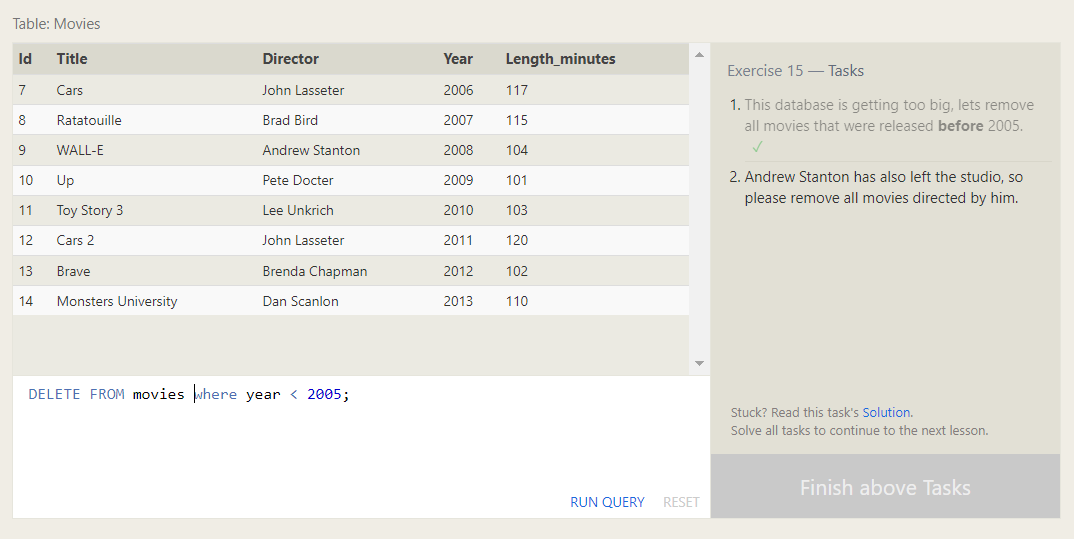 Table: Movies
Id Title Director Year Length_minutes
7 Cars John Lasseter 2006 117
8 Ratatouille Brad Bird 2007 115
9 WALL-E Andrew Stanton 2008 104
10 Up Pete Docter 2009 101
11 Toy Story 3 Lee Unkrich 2010 103
12 Cars 2 John Lasseter 2011 120
13 Brave Brenda Chapman 2012 102
14 Monsters University Dan Scanlon 2013 110
DELETE FROM movies where year < 2005;
RUN QUERY RESET
Exercise 15 — Tasks
1. This database is getting too big, lets remove
all movies that were released before 2005.
✓
2. Andrew Stanton has also left the studio, so
please remove all movies directed by him.
Stuck? Read this task's Solution.
Solve all tasks to continue to the next lesson.
Finish above Tasks